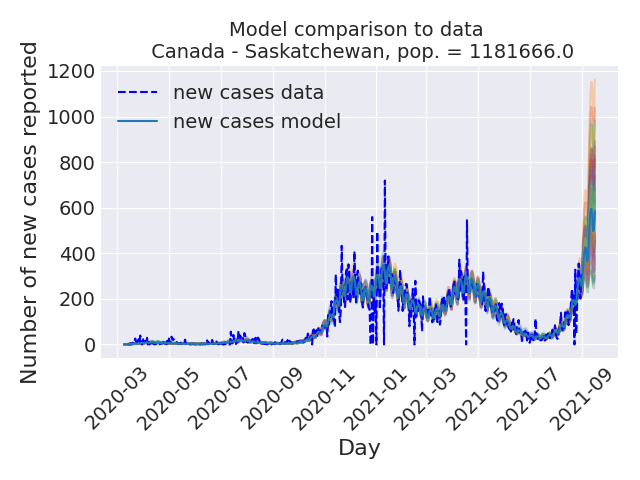 Model comparison to data
Canada - Saskatchewan, pop. = 1181666.0
Number of new cases reported
1200
1000
800
600
400
200
0
new cases data
new cases model
2020-03
2020-05
2020-07
2020-09
2020-11
2021-01
2021-03
2021-05
2021-07
2021-09
Day